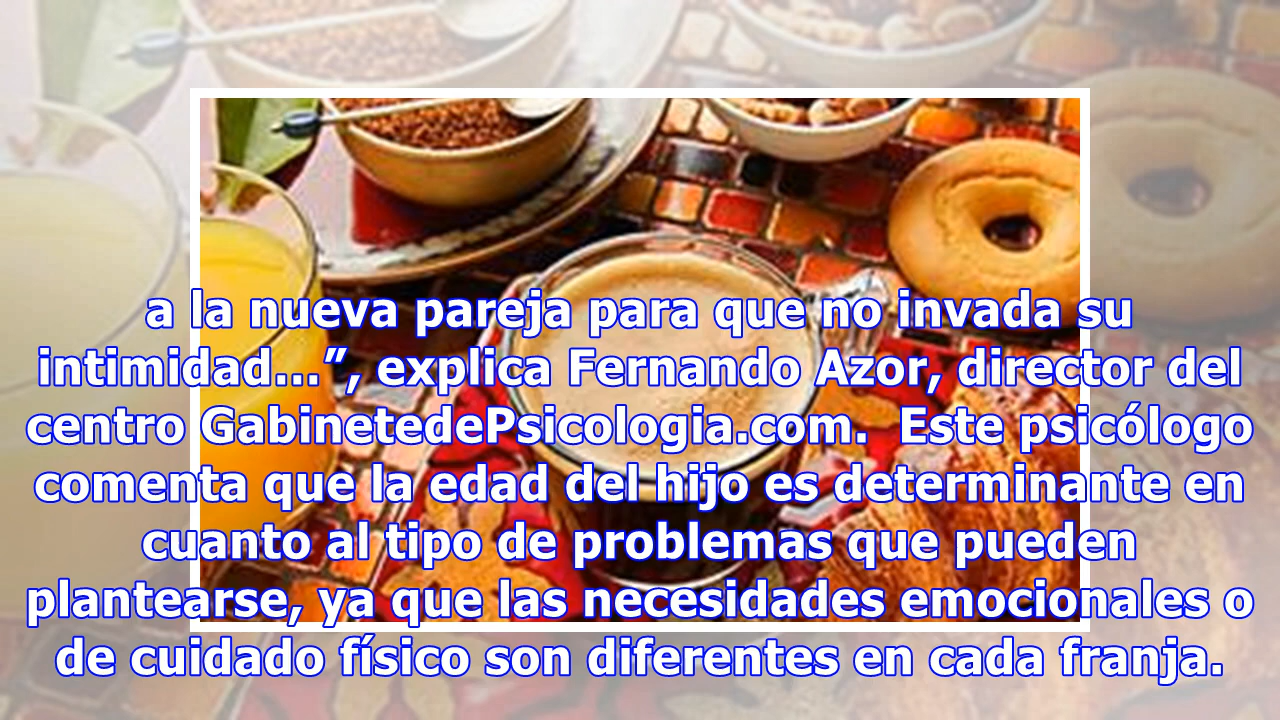 a la nueva pareja para que no invada su
intimidad...”, explica Fernando Azor, director del
centro GabinetedePsicologia.com.  Este psicólogo
comenta que la edad del hijo es determinante en
cuanto al tipo de problemas que pueden
plantearse, ya que las necesidades emocionales o
de cuidado físico son diferentes en cada franja.